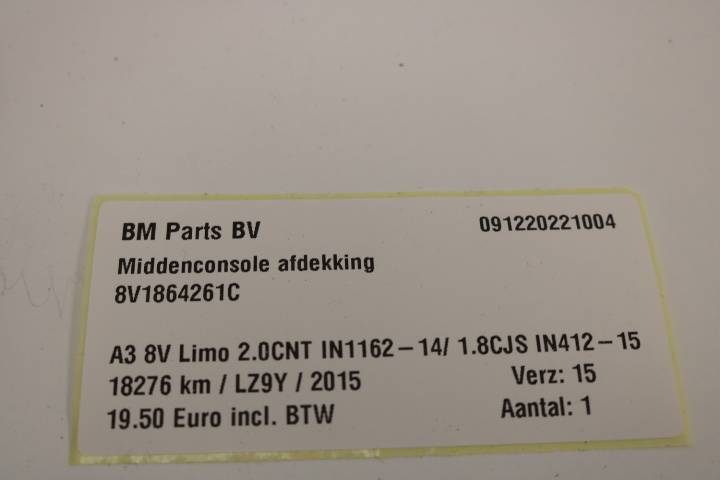 BM Parts BV 091220221004
Middenconsole afdekking
8V1864261C
A3 8V Limo 2.0CNT IN1162-14/ 1.8CJS IN412-15
18276 km / LZ9Y / 2015 Verz: 15
19.50 Euro incl. BTW Aantal: 1